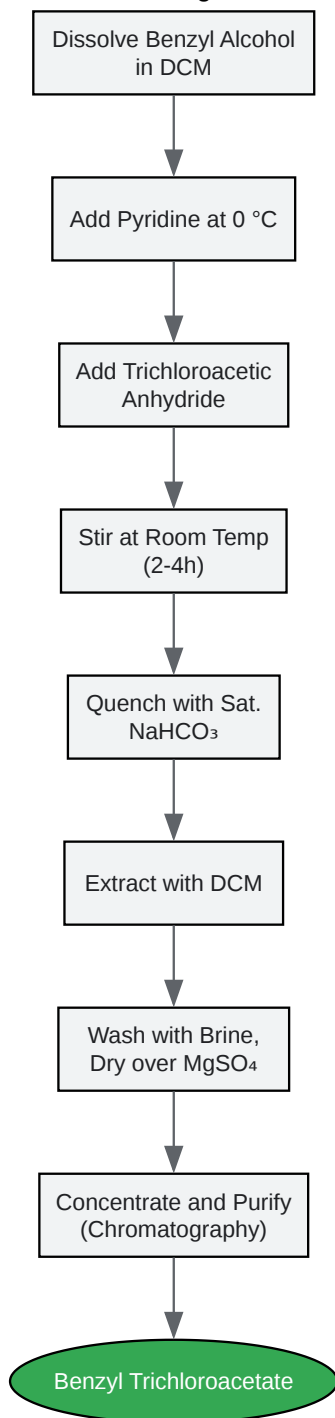 Dissolve Benzyl Alcohol
in DCM
Add Pyridine at 0 °C
Add Trichloroacetic
Anhydride
Stir at Room Temp
(2-4h)
Quench with Sat.
NaHCO₃
Extract with DCM
Wash with Brine,
Dry over MgSO₄
Concentrate and Purify
(Chromatography)
Benzyl Trichloroacetate